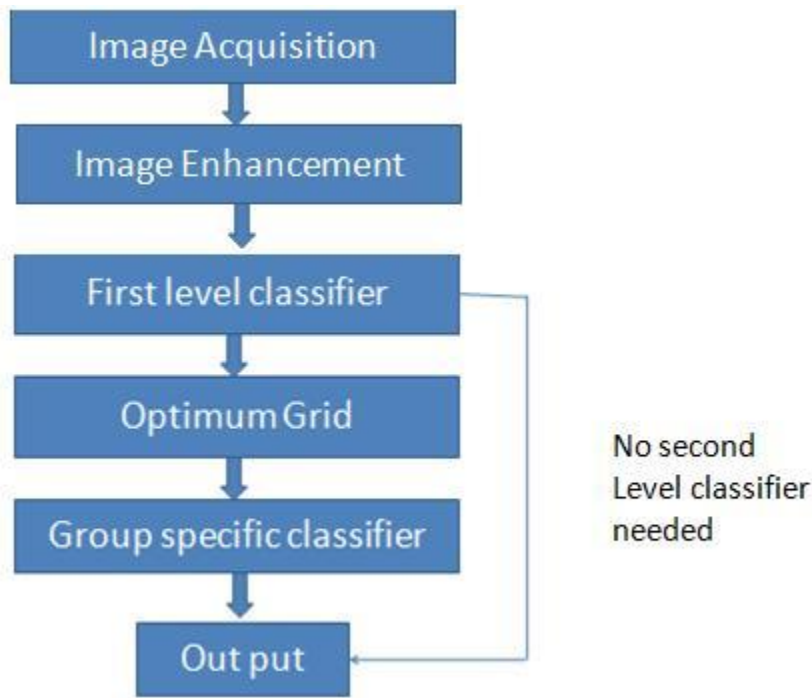 Image Acquisition
Image Enhancement
First level classifier
Optimum Grid
No second
Level classifier
needed
Group specific classifier
Out put